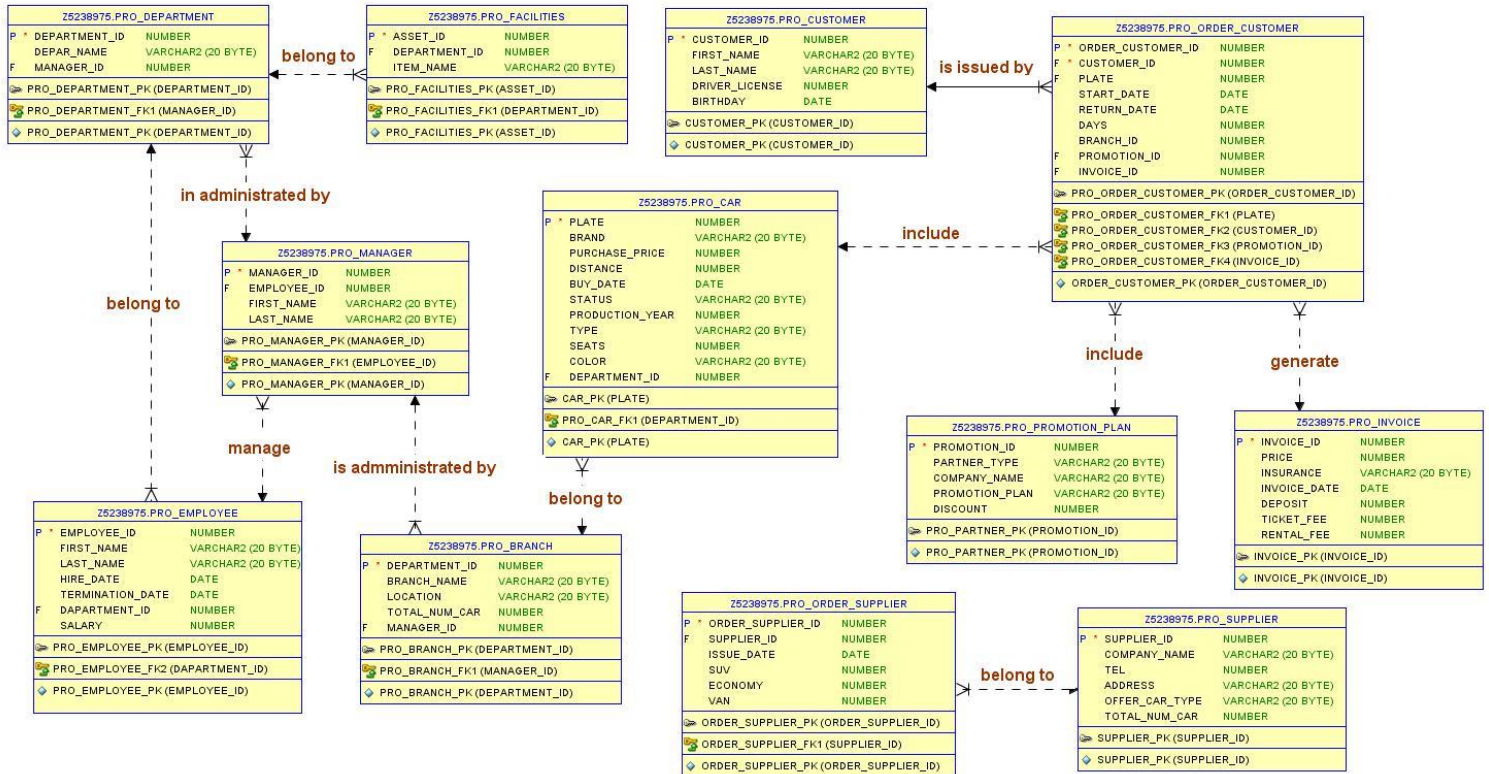 Z5238975.PRO_DEPARTMENT
P * DEPARTMENT_ID NUMBER
DEPAR_NAME VARCHAR2 (20 BYTE)
F MANAGER_ID NUMBER
PRO_DEPARTMENT_PK (DEPARTMENT_ID)
PRO_DEPARTMENT_FK1 (MANAGER_ID)
PRO_DEPARTMENT_PK (DEPARTMENT_ID)
belong to
Z5238975.PRO_FACILITIES
P * ASSET_ID NUMBER
F DEPARTMENT_ID NUMBER
ITEM_NAME VARCHAR2 (20 BYTE)
PRO_FACILITIES_PK (ASSET_ID)
PRO_FACILITIES_FK1 (DEPARTMENT_ID)
PRO_FACILITIES_PK (ASSET_ID)
Z5238975.PRO_CUSTOMER
P * CUSTOMER_ID NUMBER
FIRST_NAME VARCHAR2 (20 BYTE)
LAST_NAME VARCHAR2 (20 BYTE)
DRIVER_LICENSE NUMBER
BIRTHDAY DATE
CUSTOMER_PK (CUSTOMER_ID)
CUSTOMER_PK (CUSTOMER_ID)
is issued by
Z5238975.PRO_ORDER_CUSTOMER
P * ORDER_CUSTOMER_ID NUMBER
F * CUSTOMER_ID NUMBER
F PLATE NUMBER
START_DATE DATE
RETURN_DATE DATE
DAYS NUMBER
BRANCH_ID NUMBER
F PROMOTION_ID NUMBER
F INVOICE_ID NUMBER
PRO_ORDER_CUSTOMER_PK (ORDER_CUSTOMER_ID)
PRO_ORDER_CUSTOMER_FK1 (PLATE)
PRO_ORDER_CUSTOMER_FK2 (CUSTOMER_ID)
PRO_ORDER_CUSTOMER_FK3 (PROMOTION_ID)
PRO_ORDER_CUSTOMER_FK4 (INVOICE_ID)
ORDER_CUSTOMER_PK (ORDER_CUSTOMER_ID)
in administrated by
belong to
Z5238975.PRO_MANAGER
P * MANAGER_ID NUMBER
F EMPLOYEE_ID NUMBER
FIRST_NAME VARCHAR2 (20 BYTE)
LAST_NAME VARCHAR2 (20 BYTE)
PRO_MANAGER_PK (MANAGER_ID)
PRO_MANAGER_FK1 (EMPLOYEE_ID)
PRO_MANAGER_PK (MANAGER_ID)
Z5238975.PRO_CAR
P * PLATE NUMBER
BRAND VARCHAR2 (20 BYTE)
PURCHASE_PRICE NUMBER
DISTANCE NUMBER
BUY_DATE DATE
STATUS VARCHAR2 (20 BYTE)
PRODUCTION_YEAR NUMBER
TYPE VARCHAR2 (20 BYTE)
SEATS NUMBER
COLOR VARCHAR2 (20 BYTE)
F DEPARTMENT_ID NUMBER
CAR_PK (PLATE)
PRO_CAR_FK1 (DEPARTMENT_ID)
CAR_PK (PLATE)
include
include
generate
manage
is admministrated by
belong to
Z5238975.PRO_PROMOTION_PLAN
P * PROMOTION_ID NUMBER
PARTNER_TYPE VARCHAR2 (20 BYTE)
COMPANY_NAME VARCHAR2 (20 BYTE)
PROMOTION_PLAN VARCHAR2 (20 BYTE)
DISCOUNT NUMBER
PRO_PARTNER_PK (PROMOTION_ID)
PRO_PARTNER_PK (PROMOTION_ID)
Z5238975.PRO_INVOICE
P * INVOICE_ID NUMBER
PRICE NUMBER
INSURANCE VARCHAR2 (20 BYTE)
INVOICE_DATE DATE
DEPOSIT NUMBER
TICKET_FEE NUMBER
RENTAL_FEE NUMBER
INVOICE_PK (INVOICE_ID)
INVOICE_PK (INVOICE_ID)
Z5238975.PRO_EMPLOYEE
P * EMPLOYEE_ID NUMBER
FIRST_NAME VARCHAR2 (20 BYTE)
LAST_NAME VARCHAR2 (20 BYTE)
HIRE_DATE DATE
TERMINATION_DATE DATE
F DAPARTMENT_ID NUMBER
SALARY NUMBER
PRO_EMPLOYEE_PK (EMPLOYEE_ID)
PRO_EMPLOYEE_FK2 (DAPARTMENT_ID)
PRO_EMPLOYEE_PK (EMPLOYEE_ID)
Z5238975.PRO_BRANCH
P * DEPARTMENT_ID NUMBER
BRANCH_NAME VARCHAR2 (20 BYTE)
LOCATION VARCHAR2 (20 BYTE)
TOTAL_NUM_CAR NUMBER
F MANAGER_ID NUMBER
PRO_BRANCH_PK (DEPARTMENT_ID)
PRO_BRANCH_FK1 (MANAGER_ID)
PRO_BRANCH_PK (DEPARTMENT_ID)
Z5238975.PRO_ORDER_SUPPLIER
P * ORDER_SUPPLIER_ID NUMBER
F SUPPLIER_ID NUMBER
ISSUE_DATE DATE
SUV NUMBER
ECONOMY NUMBER
VAN NUMBER
ORDER_SUPPLIER_PK (ORDER_SUPPLIER_ID)
ORDER_SUPPLIER_FK1 (SUPPLIER_ID)
ORDER_SUPPLIER_PK (ORDER_SUPPLIER_ID)
belong to
Z5238975.PRO_SUPPLIER
P * SUPPLIER_ID NUMBER
COMPANY_NAME VARCHAR2 (20 BYTE)
TEL NUMBER
ADDRESS VARCHAR2 (20 BYTE)
OFFER_CAR_TYPE VARCHAR2 (20 BYTE)
TOTAL_NUM_CAR NUMBER
SUPPLIER_PK (SUPPLIER_ID)
SUPPLIER_PK (SUPPLIER_ID)